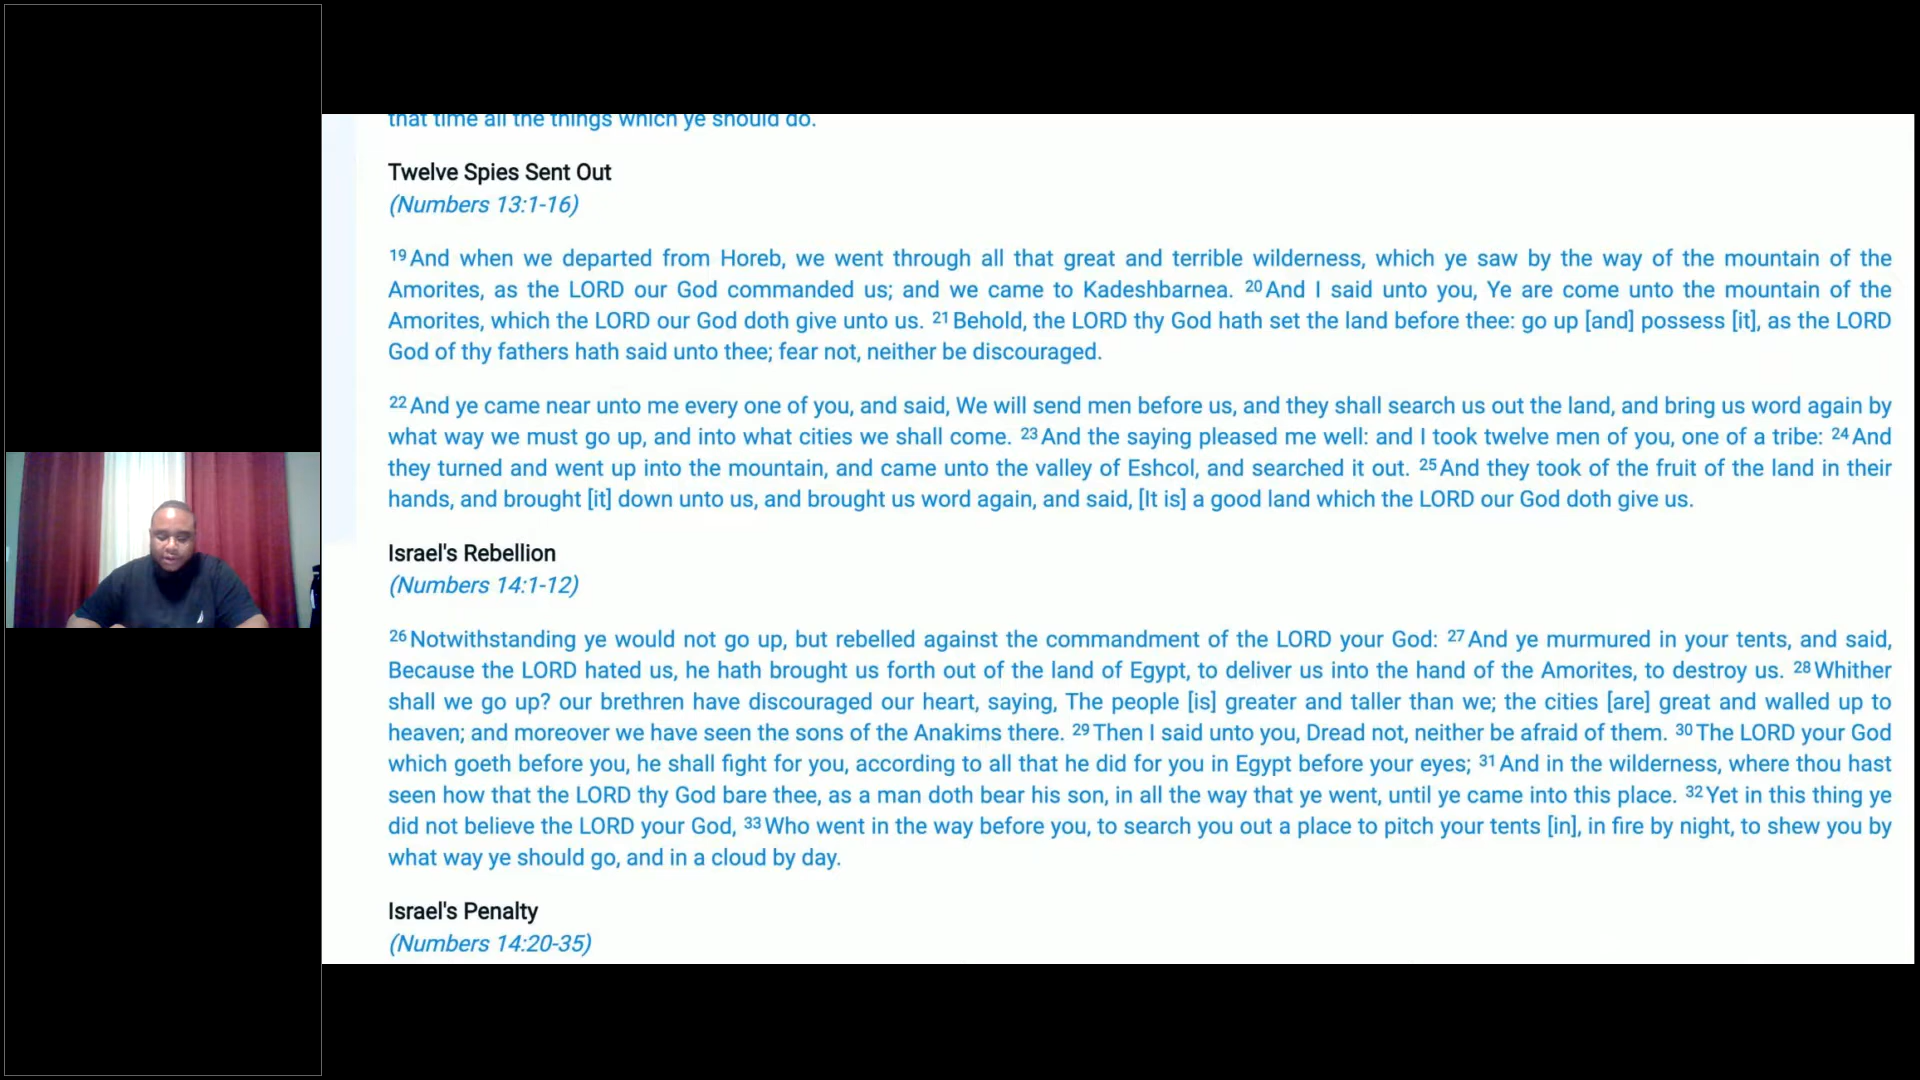 that time all the things which ye should do.
Twelve Spies Sent Out
(Numbers 13:1-16)
19 And when we departed from Horeb, we went through all that great and terrible wilderness, which ye saw by the way of the mountain of the
Amorites, as the LORD our God commanded us; and we came to Kadeshbarnea. 20 And I said unto you, Ye are come unto the mountain of the
Amorites, which the LORD our God doth give unto us. 21 Behold, the LORD thy God hath set the land before thee: go up [and] possess [it], as the LORD
God of thy fathers hath said unto thee; fear not, neither be discouraged.
22 And ye came near unto me every one of you, and said, We will send men before us, and they shall search us out the land, and bring us word again by
what way we must go up, and into what cities we shall come. 23 And the saying pleased me well: and I took twelve men of you, one of a tribe: 24 And
they turned and went up into the mountain, and came unto the valley of Eshcol, and searched it out. 25 And they took of the fruit of the land in their
hands, and brought [it] down unto us, and brought us word again, and said, [It is] a good land which the LORD our God doth give us.
Israel's Rebellion
(Numbers 14:1-12)
26 Notwithstanding ye would not go up, but rebelled against the commandment of the LORD your God: 27 And ye murmured in your tents, and said,
Because the LORD hated us, he hath brought us forth out of the land of Egypt, to deliver us into the hand of the Amorites, to destroy us. 28 Whither
shall we go up? our brethren have discouraged our heart, saying, The people [is] greater and taller than we; the cities [are] great and walled up to
heaven; and moreover we have seen the sons of the Anakims there. 29 Then I said unto you, Dread not, neither be afraid of them. 30 The LORD your God
which goeth before you, he shall fight for you, according to all that he did for you in Egypt before your eyes; 31 And in the wilderness, where thou hast
seen how that the LORD thy God bare thee, as a man doth bear his son, in all the way that ye went, until ye came into this place. 32 Yet in this thing ye
did not believe the LORD your God, 33 Who went in the way before you, to search you out a place to pitch your tents [in], in fire by night, to shew you by
what way ye should go, and in a cloud by day.
Israel's Penalty
(Numbers 14:20-35)